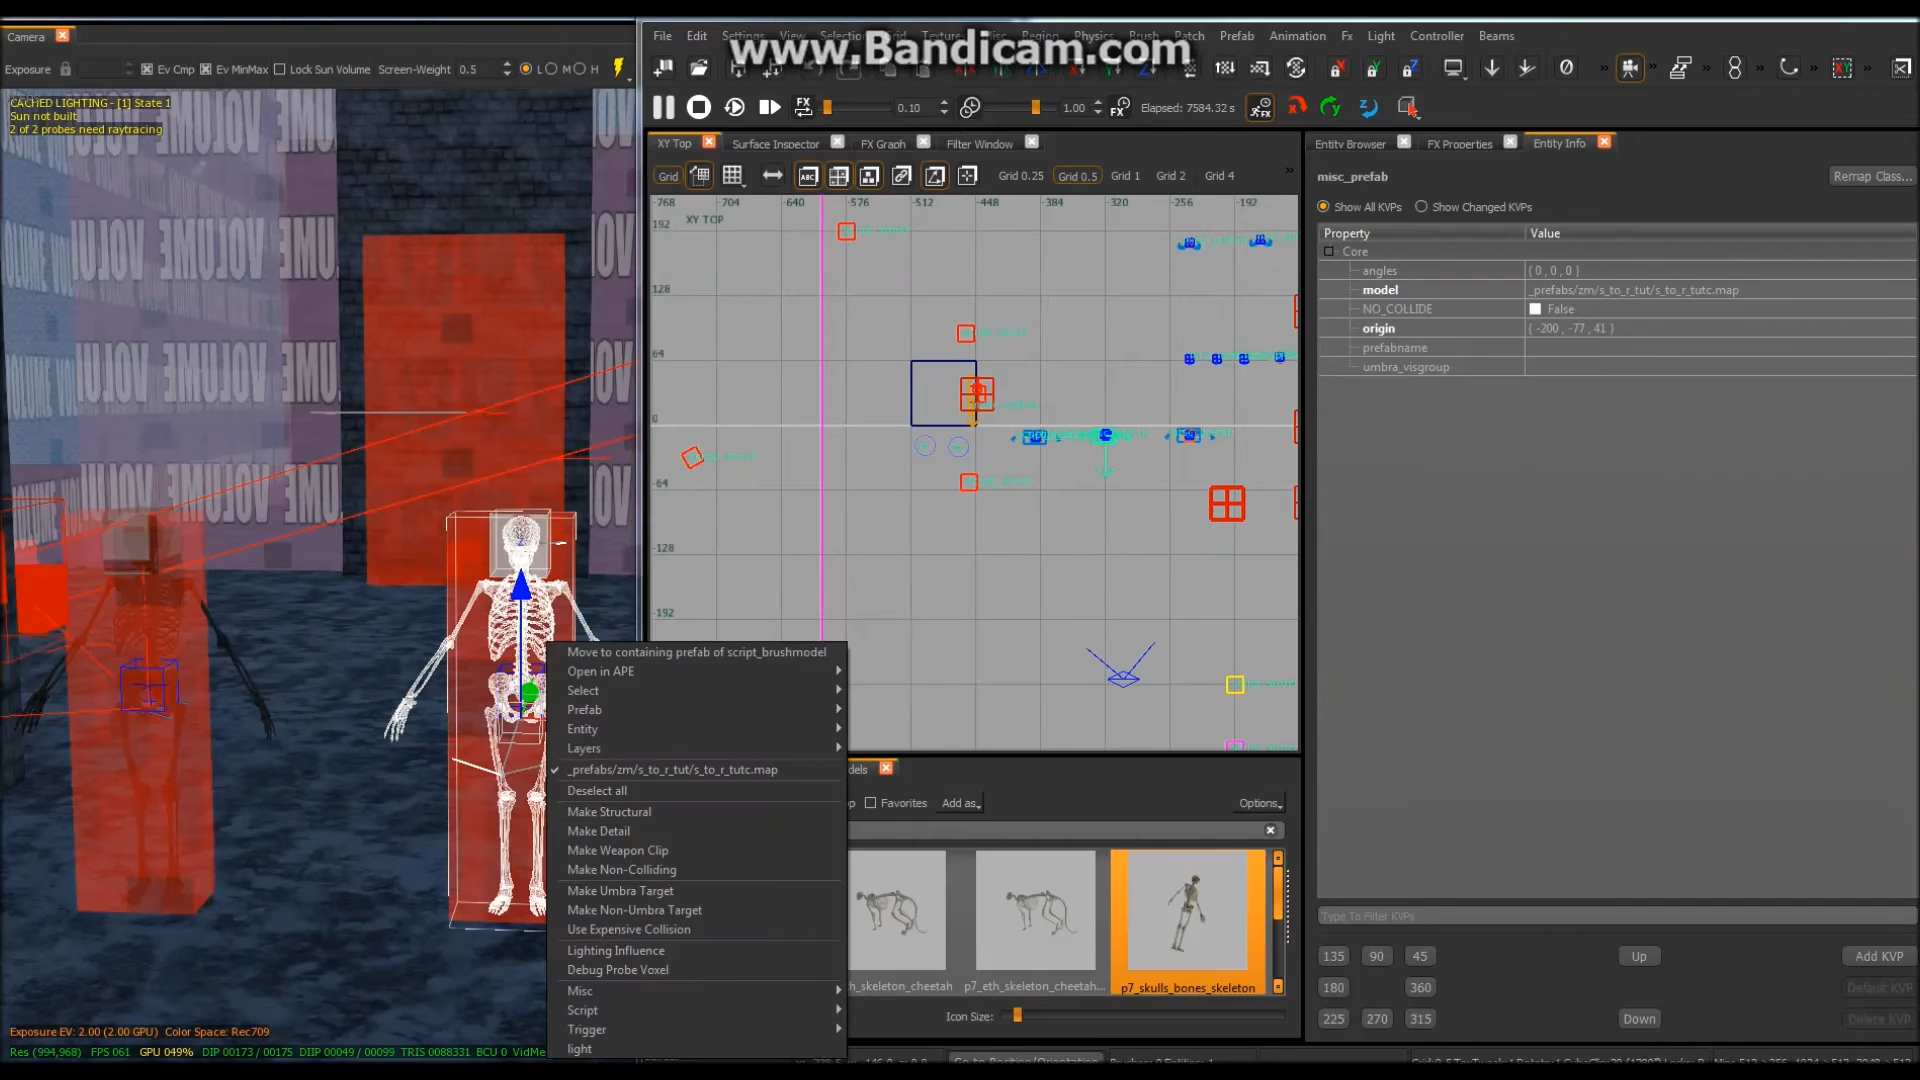 Camera
File Edit Settings View Selection Grid Textures Misc Region Physics Brush Patch Prefab Animation Fx Light Controller Beams
www.Bandicam.com
Exposure Ev Cmp Ev MinMax Lock Sun Volume Screen-Weight 0.5 L M H
CACHED LIGHTING - [1] State 1
Sun not built
2 of 2 probes need raytracing
FX 0.10 1.00 FX Elapsed: 7584.32 s
XY Top Surface Inspector FX Graph Filter Window
Entity Browser FX Properties Entity Info
Grid Grid 0.25 Grid 0.5 Grid 1 Grid 2 Grid 4
misc_prefab Remap Class...
Show All KVPs Show Changed KVPs
-768 -704 -640 -576 -512 -448 -384 -320 -256 -192
XY TOP
192
128
64
0
-64
-128
-192
Property Value
Core
angles { 0 , 0 , 0 }
model _prefabs/zm/s_to_r_tut/s_to_r_tutc.map
NO_COLLIDE False
origin { -200 , -77 , 41 }
prefabname
umbra_visgroup
VOLUME VOLUME VOLUME
Move to containing prefab of script_brushmodel
Open in APE
Select
Prefab
Entity
Layers
_prefabs/zm/s_to_r_tut/s_to_r_tutc.map
Deselect all
Make Structural
Make Detail
Make Weapon Clip
Make Non-Colliding
Make Umbra Target
Make Non-Umbra Target
Use Expensive Collision
Lighting Influence
Debug Probe Voxel
Misc
Script
Trigger
light
dels
Favorites Add as Options
h_skeleton_cheetah p7_eth_skeleton_cheetah... p7_skulls_bones_skeleton
Icon Size:
Type To Filter KVPs
135 90 45 Up Add KVP
180 360 Default KVP
225 270 315 Down Delete KVP
Exposure EV: 2.00 (2.00 GPU) Color Space: Rec709
Res (994,968) FPS 061 GPU 049% DIP 00173 / 00175 DIIP 00049 / 00099 TRIS 0088331 BCU 0 VidMe
Go to Position/Orientation